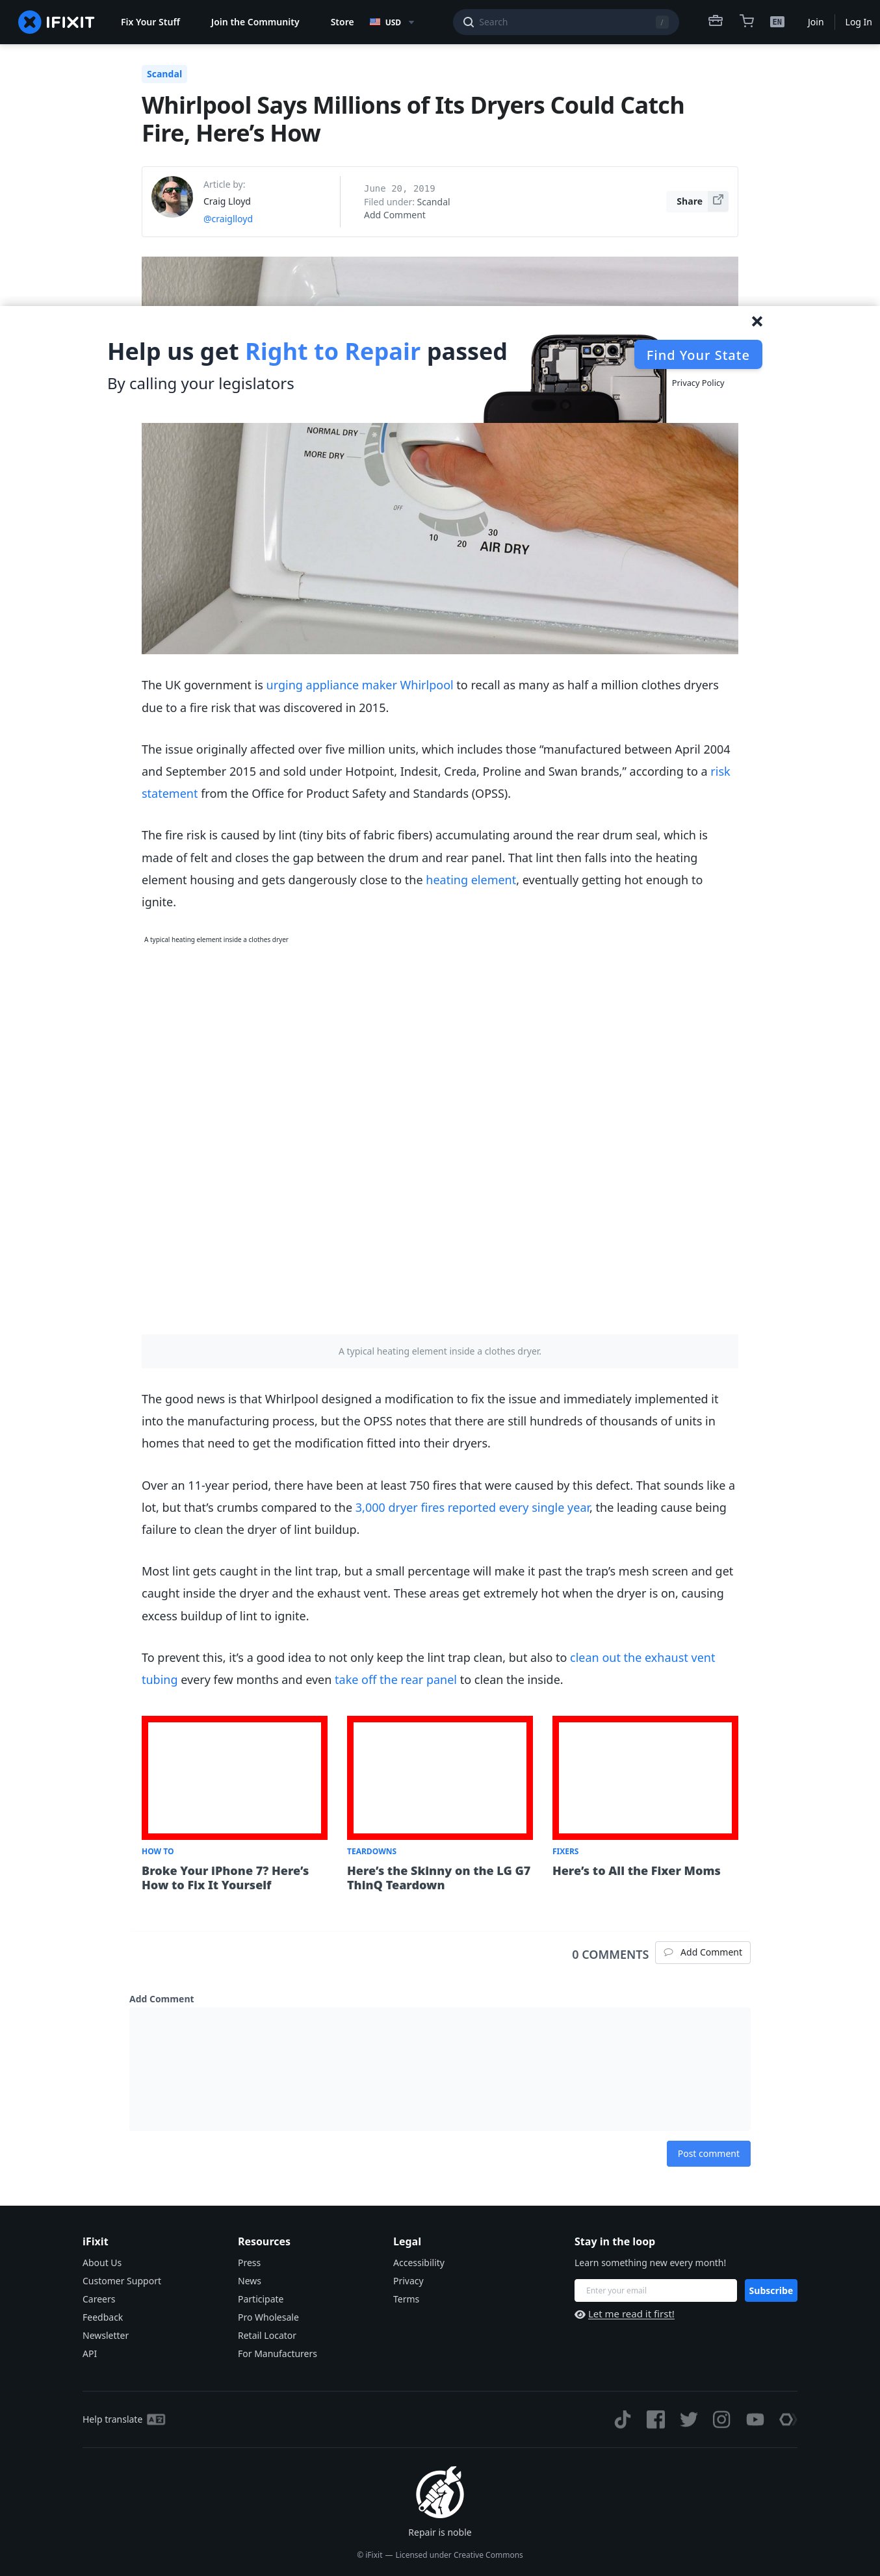 IFIXIT
Fix Your Stuff
Join the Community
Store
USD
Search
/
EN
Join
Log In
Scandal
Whirlpool Says Millions of Its Dryers Could Catch
Fire, Here’s How
Article by:
Craig Lloyd
@craiglloyd
June 20, 2019
Filed under: Scandal
Add Comment
Share
Help us get Right to Repair passed
By calling your legislators
Find Your State
Privacy Policy
NORMAL DRY
MORE DRY
OFF
10
20
30
AIR DRY
The UK government is urging appliance maker Whirlpool to recall as many as half a million clothes dryers
due to a fire risk that was discovered in 2015.
The issue originally affected over five million units, which includes those “manufactured between April 2004
and September 2015 and sold under Hotpoint, Indesit, Creda, Proline and Swan brands,” according to a risk
statement from the Office for Product Safety and Standards (OPSS).
The fire risk is caused by lint (tiny bits of fabric fibers) accumulating around the rear drum seal, which is
made of felt and closes the gap between the drum and rear panel. That lint then falls into the heating
element housing and gets dangerously close to the heating element, eventually getting hot enough to
ignite.
A typical heating element inside a clothes dryer
A typical heating element inside a clothes dryer.
The good news is that Whirlpool designed a modification to fix the issue and immediately implemented it
into the manufacturing process, but the OPSS notes that there are still hundreds of thousands of units in
homes that need to get the modification fitted into their dryers.
Over an 11-year period, there have been at least 750 fires that were caused by this defect. That sounds like a
lot, but that’s crumbs compared to the 3,000 dryer fires reported every single year, the leading cause being
failure to clean the dryer of lint buildup.
Most lint gets caught in the lint trap, but a small percentage will make it past the trap’s mesh screen and get
caught inside the dryer and the exhaust vent. These areas get extremely hot when the dryer is on, causing
excess buildup of lint to ignite.
To prevent this, it’s a good idea to not only keep the lint trap clean, but also to clean out the exhaust vent
tubing every few months and even take off the rear panel to clean the inside.
HOW TO
Broke Your iPhone 7? Here’s
How to Fix It Yourself
TEARDOWNS
Here’s the Skinny on the LG G7
ThinQ Teardown
FIXERS
Here’s to All the Fixer Moms
0 COMMENTS
Add Comment
Add Comment
Post comment
iFixit
About Us
Customer Support
Careers
Feedback
Newsletter
API
Resources
Press
News
Participate
Pro Wholesale
Retail Locator
For Manufacturers
Legal
Accessibility
Privacy
Terms
Stay in the loop
Learn something new every month!
Enter your email
Subscribe
Let me read it first!
Help translate
Repair is noble
© iFixit — Licensed under Creative Commons